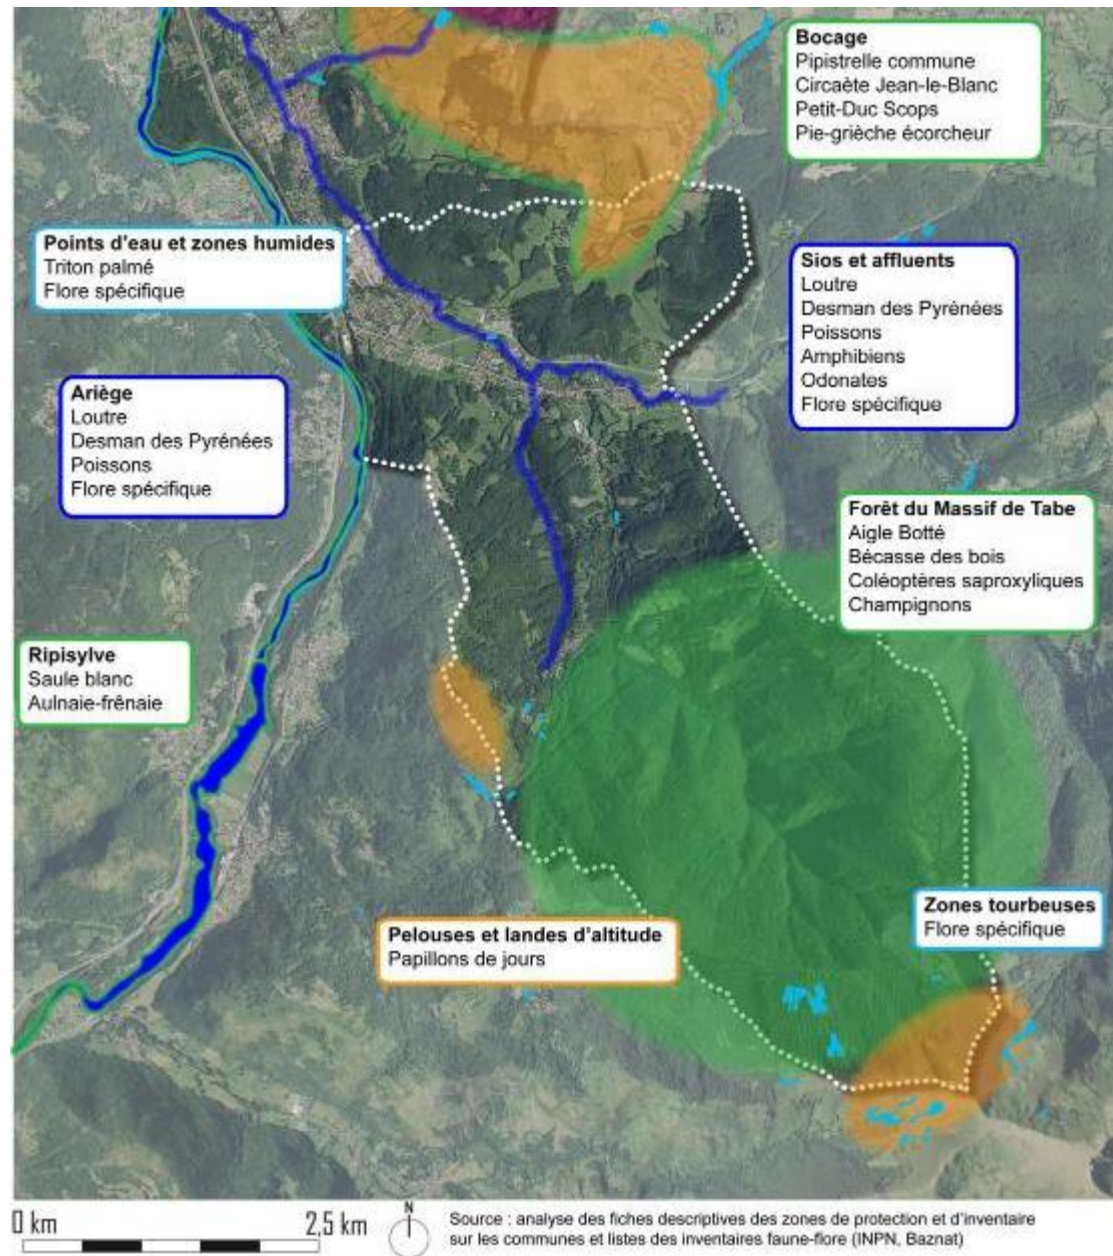 Bocage
Pipistrelle commune
Circaète Jean-le-Blanc
Petit-Duc Scops
Pie-grièche écorcheur
Points d'eau et zones humides
Triton palmé
Flore spécifique
Sios et affluents
Loutre
Desman des Pyrénées
Poissons
Amphibiens
Odonates
Flore spécifique
Ariège
Loutre
Desman des Pyrénées
Poissons
Flore spécifique
Forêt du Massif de Tabe
Aigle Botté
Bécasse des bois
Coléoptères saproxyliques
Champignons
Ripisylve
Saule blanc
Aulnaie-frênaie
Zones tourbeuses
Flore spécifique
Pelouses et landes d'altitude
Papillons de jours
0 km 2,5 km
N
Source : analyse des fiches descriptives des zones de protection et d'inventaire
sur les communes et listes des inventaires faune-flore (INPN, Baznat)